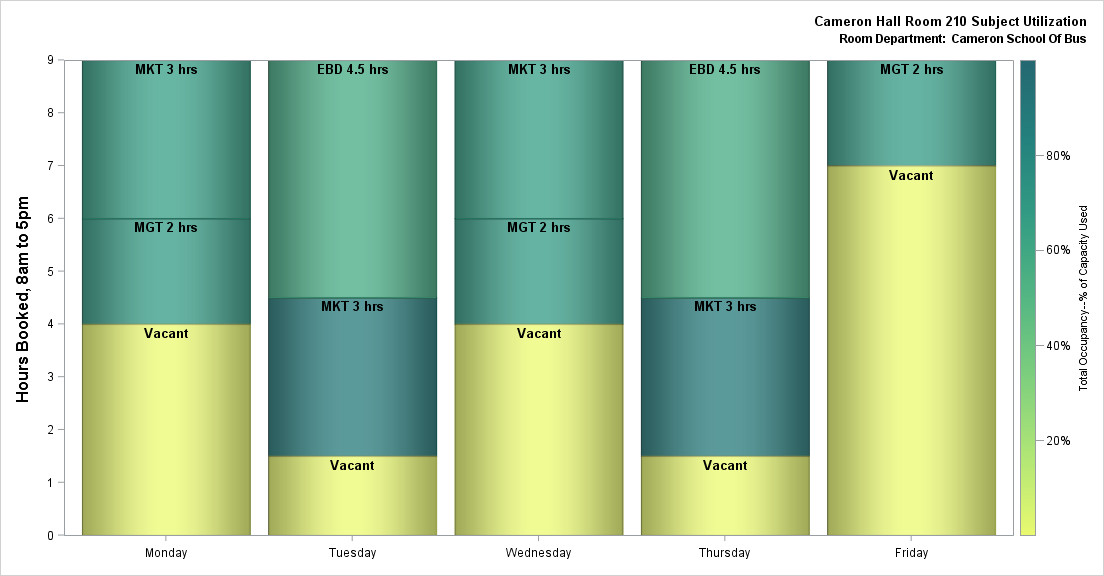 Cameron Hall Room 210 Subject Utilization
Room Department: Cameron School Of Bus
Hours Booked, 8am to 5pm
9
8
7
6
5
4
3
2
1
0
MKT 3 hrs
MGT 2 hrs
Vacant
EBD 4.5 hrs
MKT 3 hrs
Vacant
MKT 3 hrs
MGT 2 hrs
Vacant
EBD 4.5 hrs
MKT 3 hrs
Vacant
MGT 2 hrs
Vacant
Monday
Tuesday
Wednesday
Thursday
Friday
80%
60%
40%
20%
Total Occupancy--% of Capacity Used